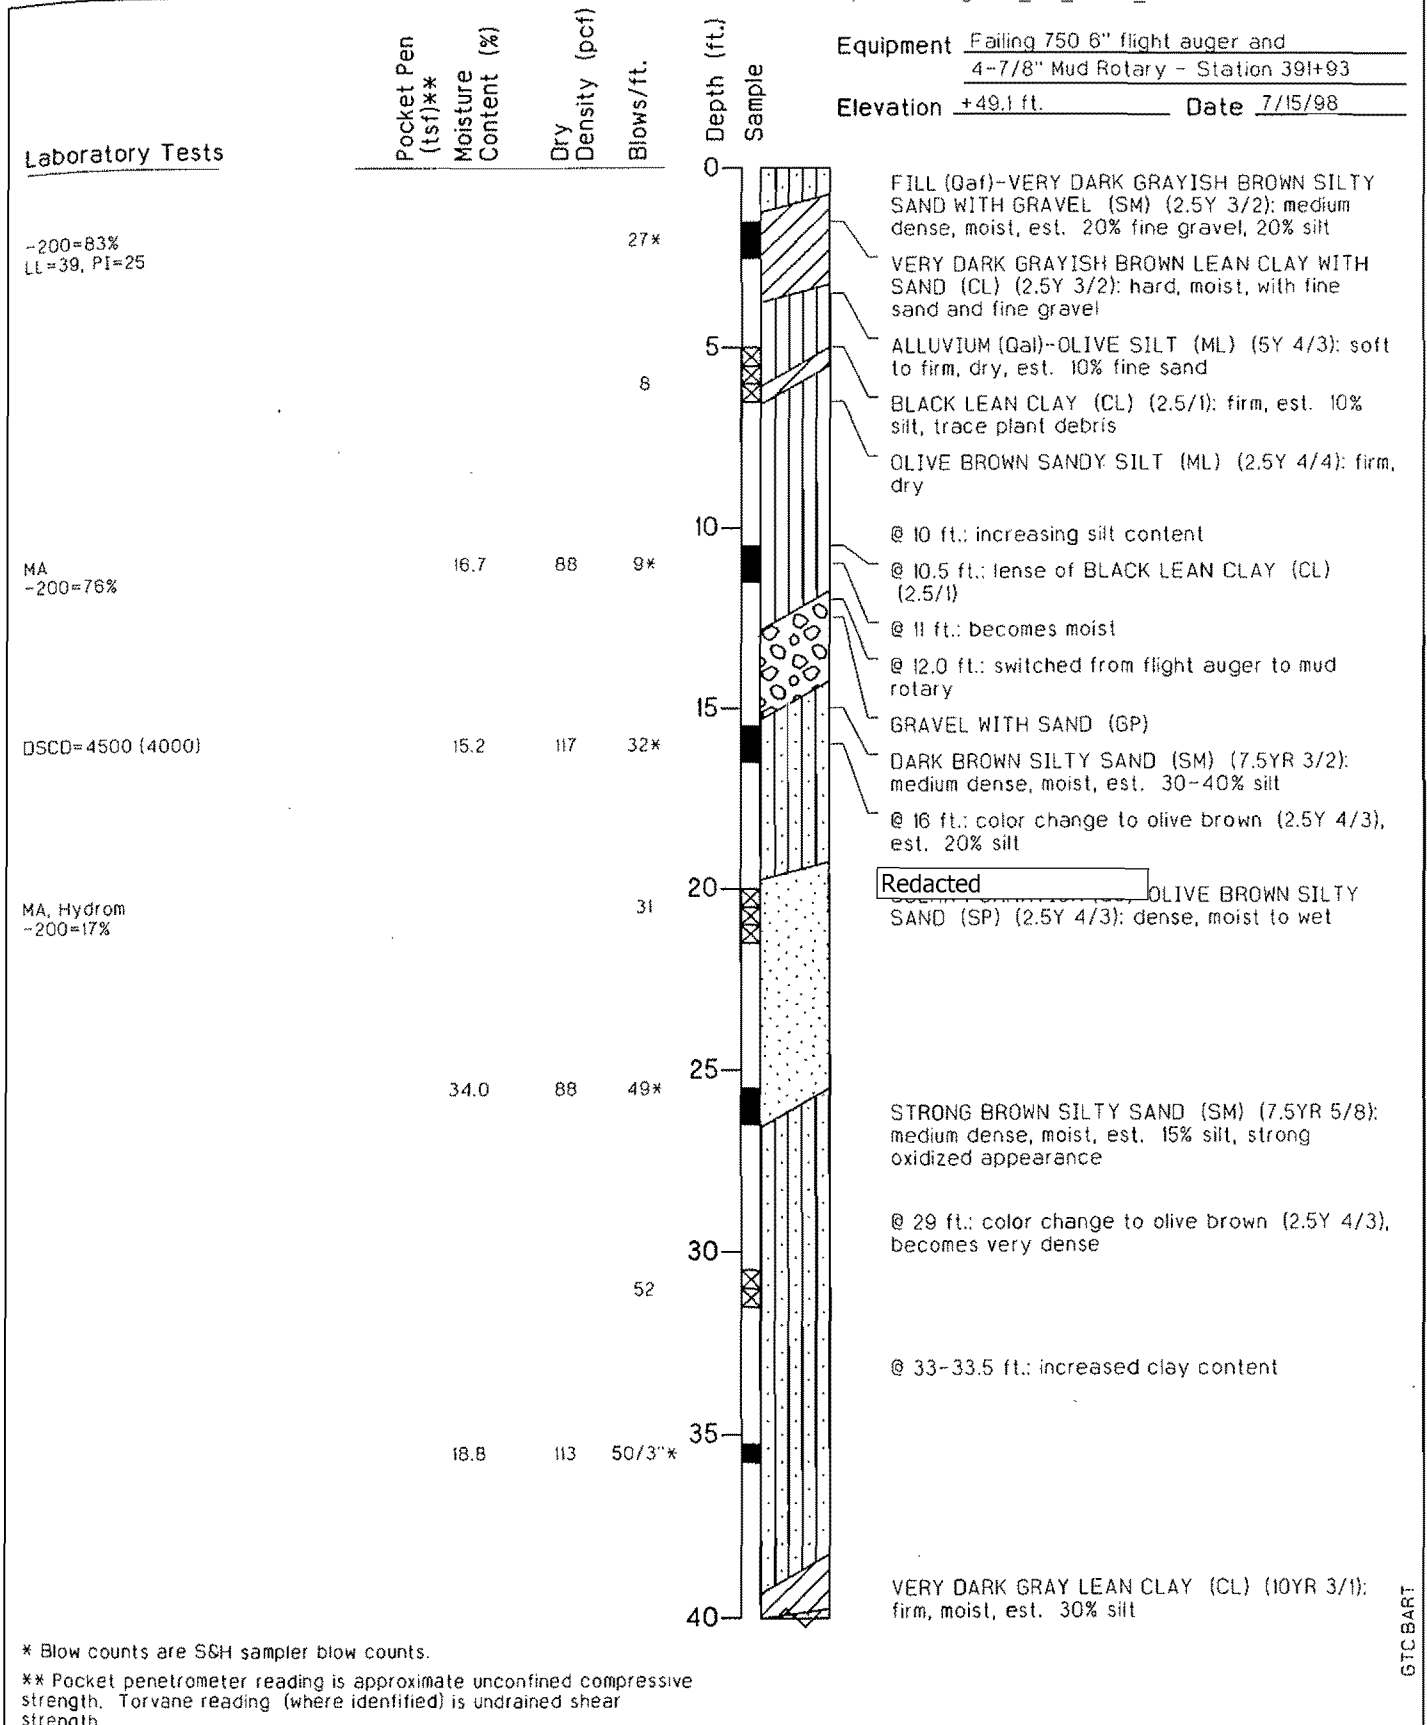 Equipment Failing 750 6" flight auger and
4-7/8" Mud Rotary - Station 391+93
Elevation +49.1 ft. Date 7/15/98
Laboratory Tests
Pocket Pen
(tsf)**
Moisture
Content (%)
Dry
Density (pcf)
Blows/ft.
Depth (ft.)
Sample
0
FILL (Qaf)-VERY DARK GRAYISH BROWN SILTY
SAND WITH GRAVEL (SM) (2.5Y 3/2): medium
dense, moist, est. 20% fine gravel, 20% silt
-200=83%
LL=39, PI=25
27*
VERY DARK GRAYISH BROWN LEAN CLAY WITH
SAND (CL) (2.5Y 3/2): hard, moist, with fine
sand and fine gravel
5
ALLUVIUM (Qal)-OLIVE SILT (ML) (5Y 4/3): soft
to firm, dry, est. 10% fine sand
8
BLACK LEAN CLAY (CL) (2.5/1): firm, est. 10%
silt, trace plant debris
OLIVE BROWN SANDY SILT (ML) (2.5Y 4/4): firm,
dry
10
@ 10 ft.: increasing silt content
MA
-200=76%
16.7 88 9*
@ 10.5 ft.: lense of BLACK LEAN CLAY (CL)
(2.5/1)
@ 11 ft.: becomes moist
@ 12.0 ft.: switched from flight auger to mud
rotary
15
GRAVEL WITH SAND (GP)
DSCD=4500 (4000) 15.2 117 32*
DARK BROWN SILTY SAND (SM) (7.5YR 3/2):
medium dense, moist, est. 30-40% silt
@ 16 ft.: color change to olive brown (2.5Y 4/3),
est. 20% silt
20
Redacted
OLIVE BROWN SILTY
SAND (SP) (2.5Y 4/3): dense, moist to wet
MA, Hydrom
-200=17%
31
25
34.0 88 49*
STRONG BROWN SILTY SAND (SM) (7.5YR 5/8):
medium dense, moist, est. 15% silt, strong
oxidized appearance
@ 29 ft.: color change to olive brown (2.5Y 4/3),
becomes very dense
30
52
@ 33-33.5 ft.: increased clay content
35
18.8 113 50/3"*
VERY DARK GRAY LEAN CLAY (CL) (10YR 3/1):
firm, moist, est. 30% silt
40
GTCBART
* Blow counts are S&H sampler blow counts.
** Pocket penetrometer reading is approximate unconfined compressive
strength. Torvane reading (where identified) is undrained shear
strength